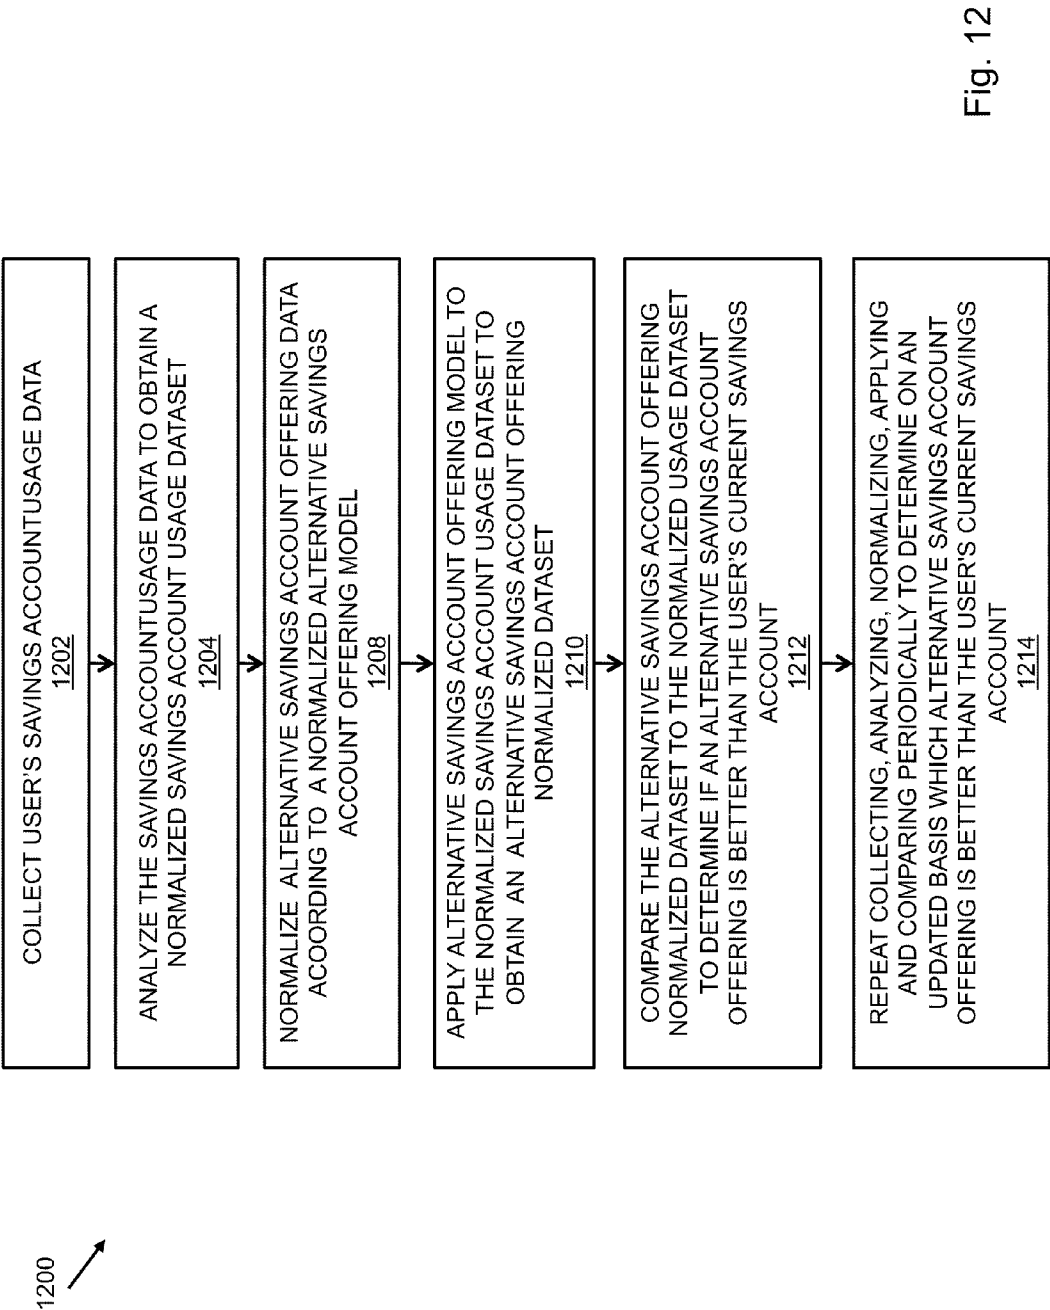 1200
COLLECT USER'S SAVINGS ACCOUNTUSAGE DATA
1202
ANALYZE THE SAVINGS ACCOUNTUSAGE DATA TO OBTAIN A
NORMALIZED SAVINGS ACCOUNT USAGE DATASET
1204
NORMALIZE ALTERNATIVE SAVINGS ACCOUNT OFFERING DATA
ACOORDING TO A NORMALIZED ALTERNATIVE SAVINGS
ACCOUNT OFFERING MODEL
1208
APPLY ALTERNATIVE SAVINGS ACCOUNT OFFERING MODEL TO
THE NORMALIZED SAVINGS ACCOUNT USAGE DATASET TO
OBTAIN AN ALTERNATIVE SAVINGS ACCOUNT OFFERING
NORMALIZED DATASET
1210
COMPARE THE ALTERNATIVE SAVINGS ACCOUNT OFFERING
NORMALIZED DATASET TO THE NORMALIZED USAGE DATASET
TO DETERMINE IF AN ALTERNATIVE SAVINGS ACCOUNT
OFFERING IS BETTER THAN THE USER'S CURRENT SAVINGS
ACCOUNT
1212
REPEAT COLLECTING, ANALYZING, NORMALIZING, APPLYING
AND COMPARING PERIODICALLY TO DETERMINE ON AN
UPDATED BASIS WHICH ALTERNATIVE SAVINGS ACCOUNT
OFFERING IS BETTER THAN THE USER'S CURRENT SAVINGS
ACCOUNT
1214
Fig. 12